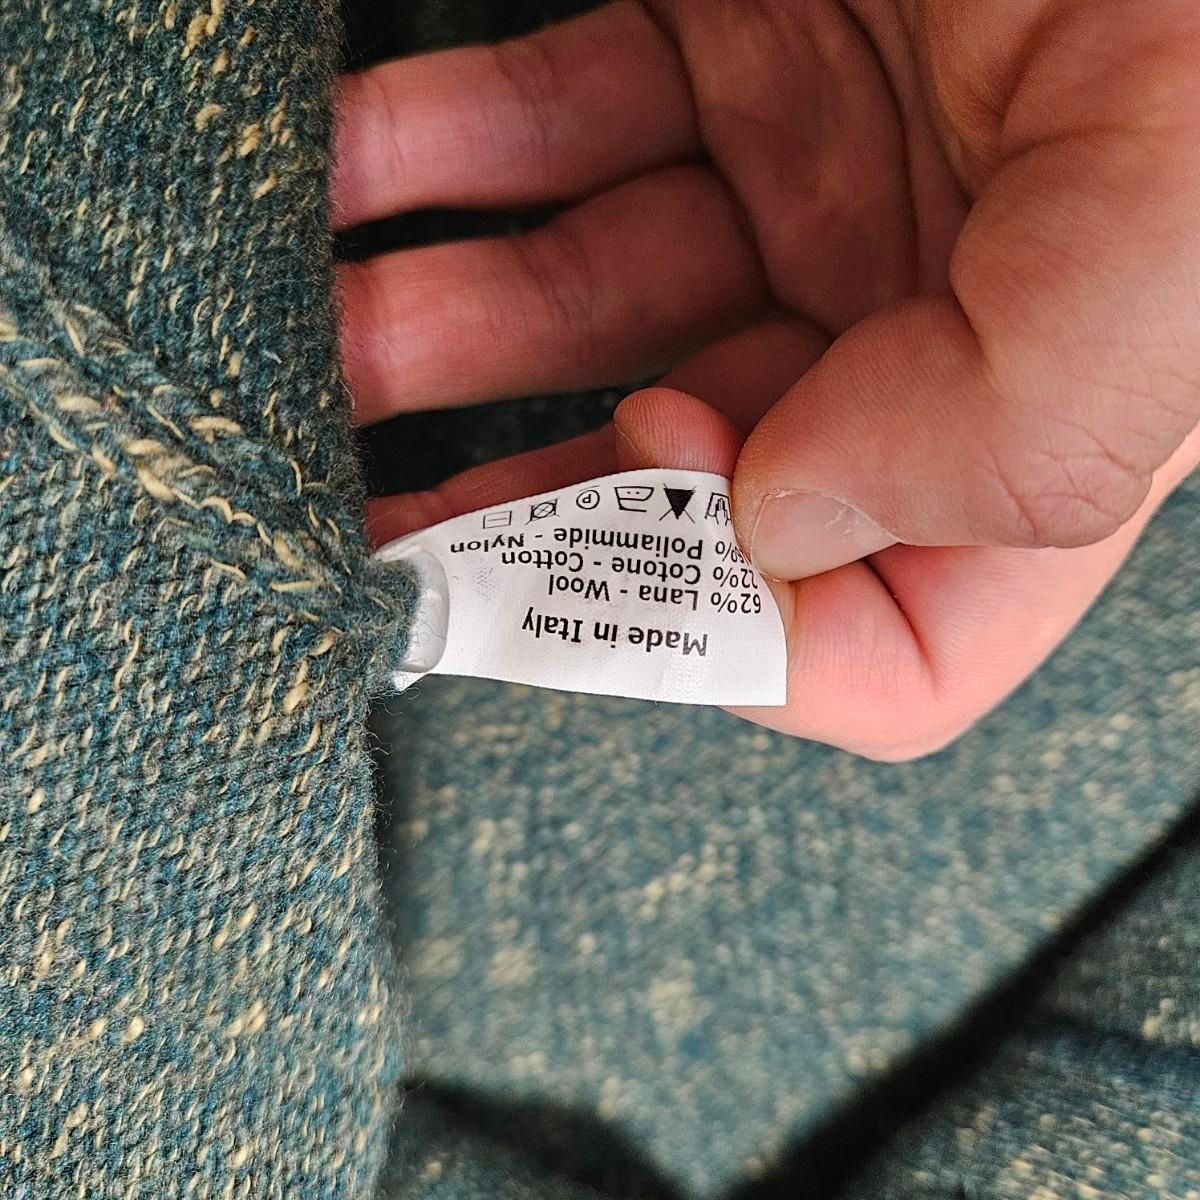 Made in Italy
62% Lana - Wool
22% Cotone - Cotton
Poliammide - Nylon
P